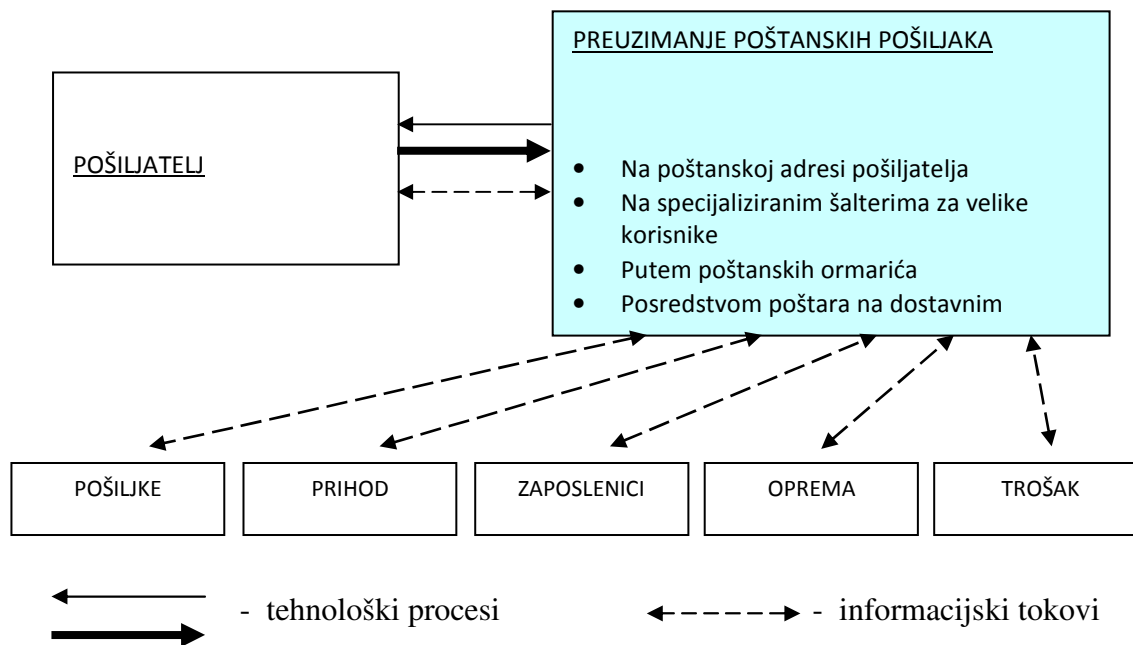 PREUZIMANJE POŠTANSKIH POŠILJAKA
POŠILJATELJ
• Na poštanskoj adresi pošiljatelja
• Na specijaliziranim šalterima za velike
korisnike
• Putem poštanskih ormarića
• Posredstvom poštara na dostavnim
POŠILJKE
PRIHOD
ZAPOSLENICI
OPREMA
TROŠAK
- tehnološki procesi
- informacijski tokovi